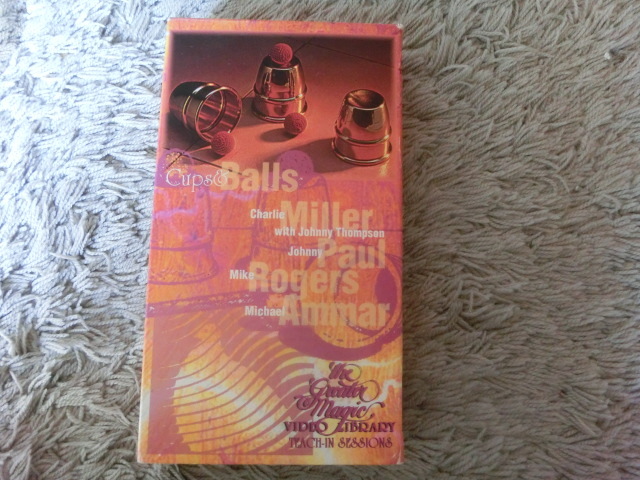 Cups & Balls
Charlie Miller
with Johnny Thompson
Johnny Paul
Mike Rogers
Michael Ammar
The
Greater
Magic
VIDEO LIBRARY
TEACH-IN SESSIONS